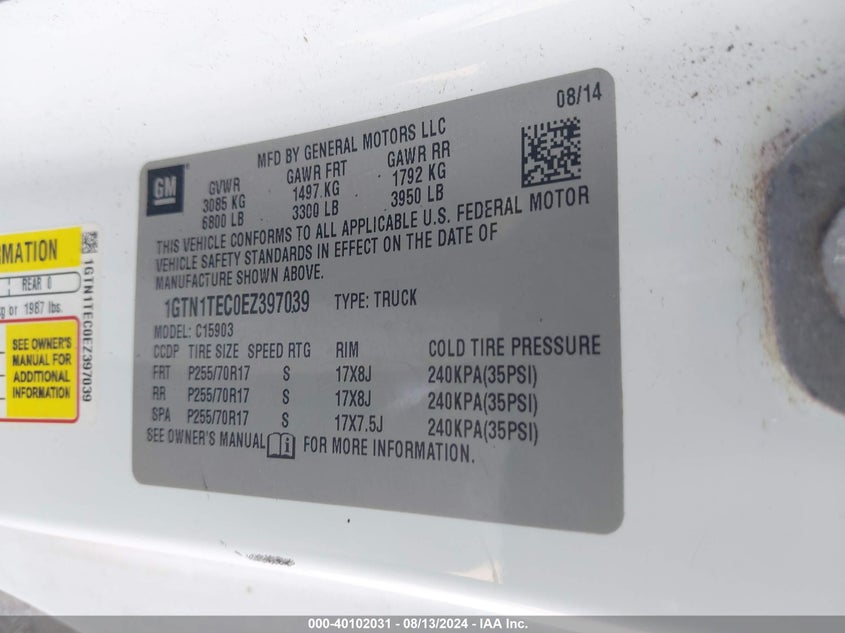 08/14
MFD BY GENERAL MOTORS LLC
GM
GVWR GAWR FRT GAWR RR
3085 KG 1497 KG 1792 KG
6800 LB 3300 LB 3950 LB
THIS VEHICLE CONFORMS TO ALL APPLICABLE U.S. FEDERAL MOTOR
VEHICLE SAFETY STANDARDS IN EFFECT ON THE DATE OF
MANUFACTURE SHOWN ABOVE.
1GTN1TEC0EZ397039 TYPE: TRUCK
MODEL: C15903
CCDP TIRE SIZE SPEED RTG RIM COLD TIRE PRESSURE
FRT P255/70R17 S 17X8J 240KPA(35PSI)
RR P255/70R17 S 17X8J 240KPA(35PSI)
SPA P255/70R17 S 17X7.5J 240KPA(35PSI)
SEE OWNER'S MANUAL FOR MORE INFORMATION.
REAR 0
or 1987 lbs.
SEE OWNER'S
MANUAL FOR
ADDITIONAL
INFORMATION
1GTN1TEC0EZ397039
000-40102031 - 08/13/2024 - IAA Inc.